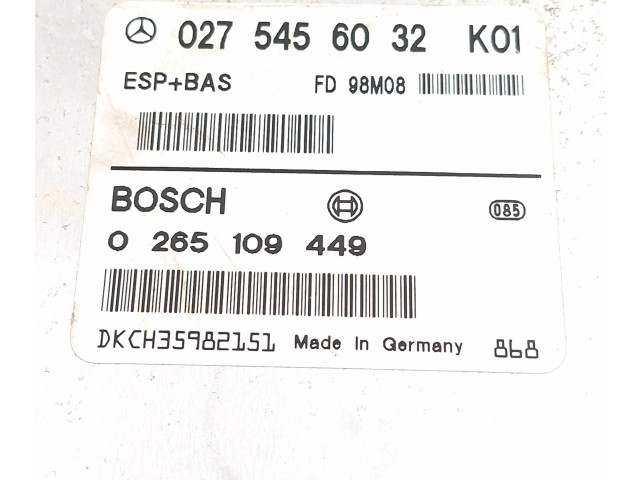 027 545 60 32 K01
ESP+BAS FD 98M08
BOSCH 085
0 265 109 449
DKCH35982151 Made In Germany 868